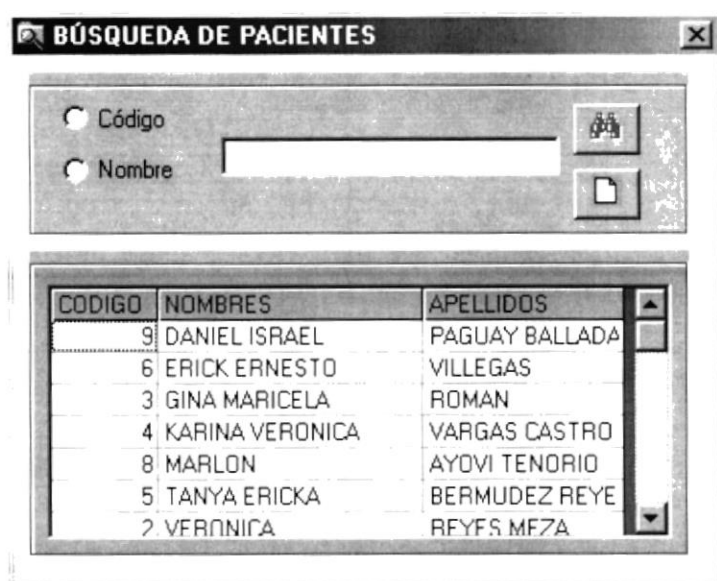 BÚSQUEDA DE PACIENTES
Código
Nombre
CODIGO NOMBRES APELLIDOS
9 DANIEL ISRAEL PAGUAY BALLADA
6 ERICK ERNESTO VILLEGAS
3 GINA MARICELA ROMAN
4 KARINA VERONICA VARGAS CASTRO
8 MARLON AYOVI TENORIO
5 TANYA ERICKA BERMUDEZ REYE
2 VERONICA REYES MEZA